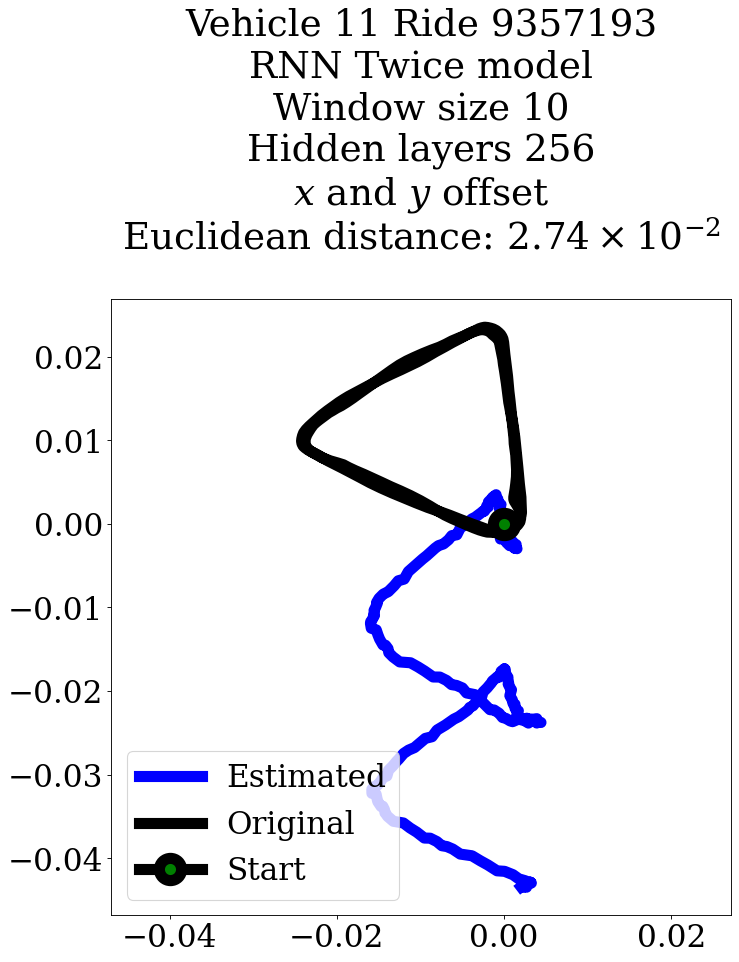 Vehicle 11 Ride 9357193
RNN Twice model
Window size 10
Hidden layers 256
x and y offset
Euclidean distance: 2.74 × 10⁻²
0.02
0.01
0.00
−0.01
−0.02
−0.03
−0.04
Estimated
Original
Start
−0.04 −0.02 0.00 0.02